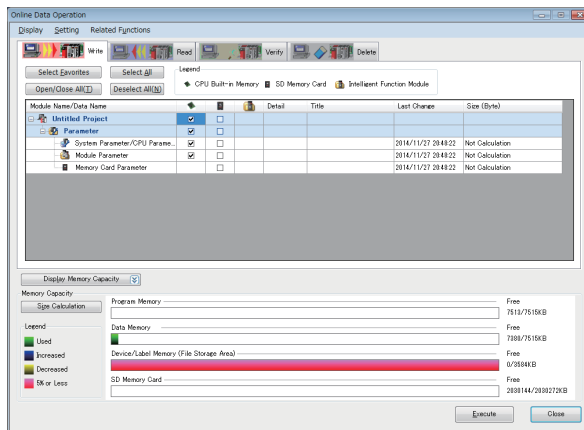 Online Data Operation
Display Setting Related Functions
Write Read Verify Delete
Select Favorites Select All Legend
CPU Built-in Memory SD Memory Card Intelligent Function Module
Open/Close All(T) Deselect All(N)
Module Name/Data Name Detail Title Last Change Size (Byte)
Untitled Project
Parameter
System Parameter/CPU Parame... 2014/11/27 20:48:22 Not Calculation
Module Parameter 2014/11/27 20:48:22 Not Calculation
Memory Card Parameter 2014/11/27 20:48:22 Not Calculation
Display Memory Capacity
Memory Capacity
Size Calculation
Program Memory Free
7513/7515KB
Legend
Used
Increased
Decreased
5% or Less
Data Memory Free
7380/7515KB
Device/Label Memory (File Storage Area) Free
0/3584KB
SD Memory Card Free
2030144/2030272KB
Execute Close